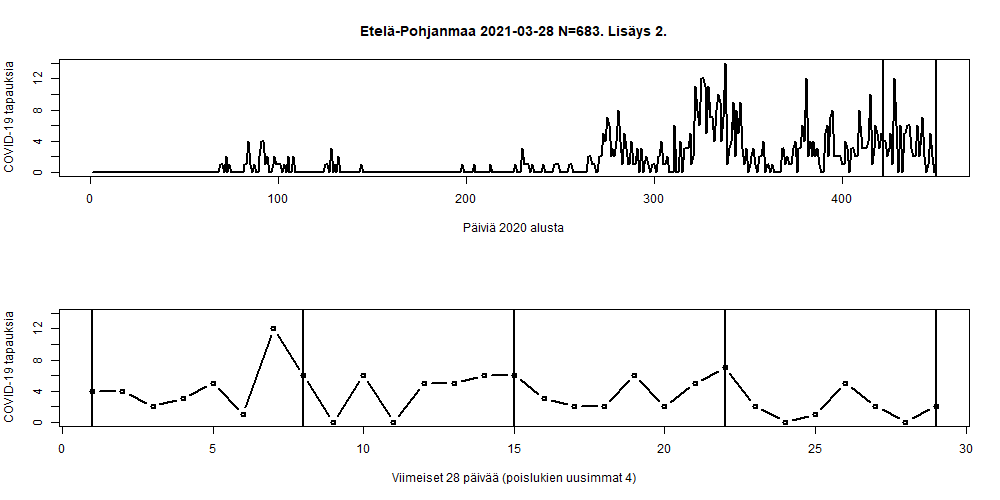 Etelä-Pohjanmaa 2021-03-28 N=683. Lisäys 2.
COVID-19 tapauksia
0 4 8 12
0 100 200 300 400
Päiviä 2020 alusta
COVID-19 tapauksia
0 4 8 12
0 5 10 15 20 25 30
Viimeiset 28 päivää (poislukien uusimmat 4)